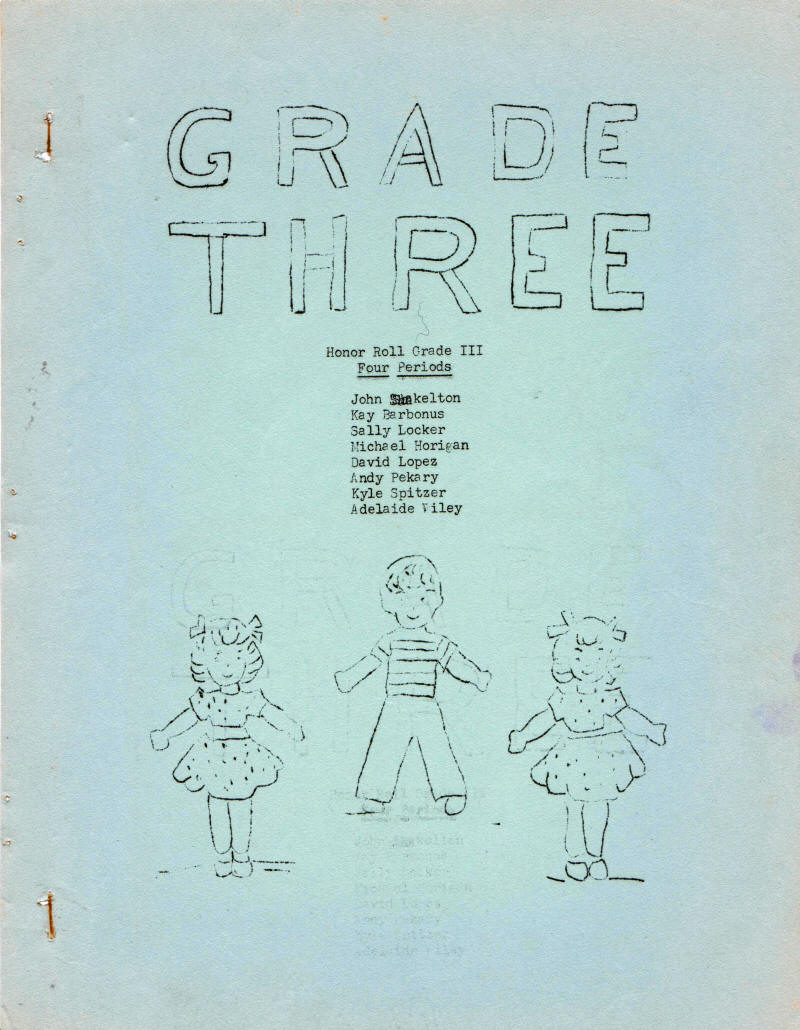 GRADE
THREE
Honor Roll Grade III
Four Periods
John Shakelton
Kay Barbonus
Sally Locker
Michael Horigan
David Lopez
Andy Pekary
Kyle Spitzer
Adelaide Wiley